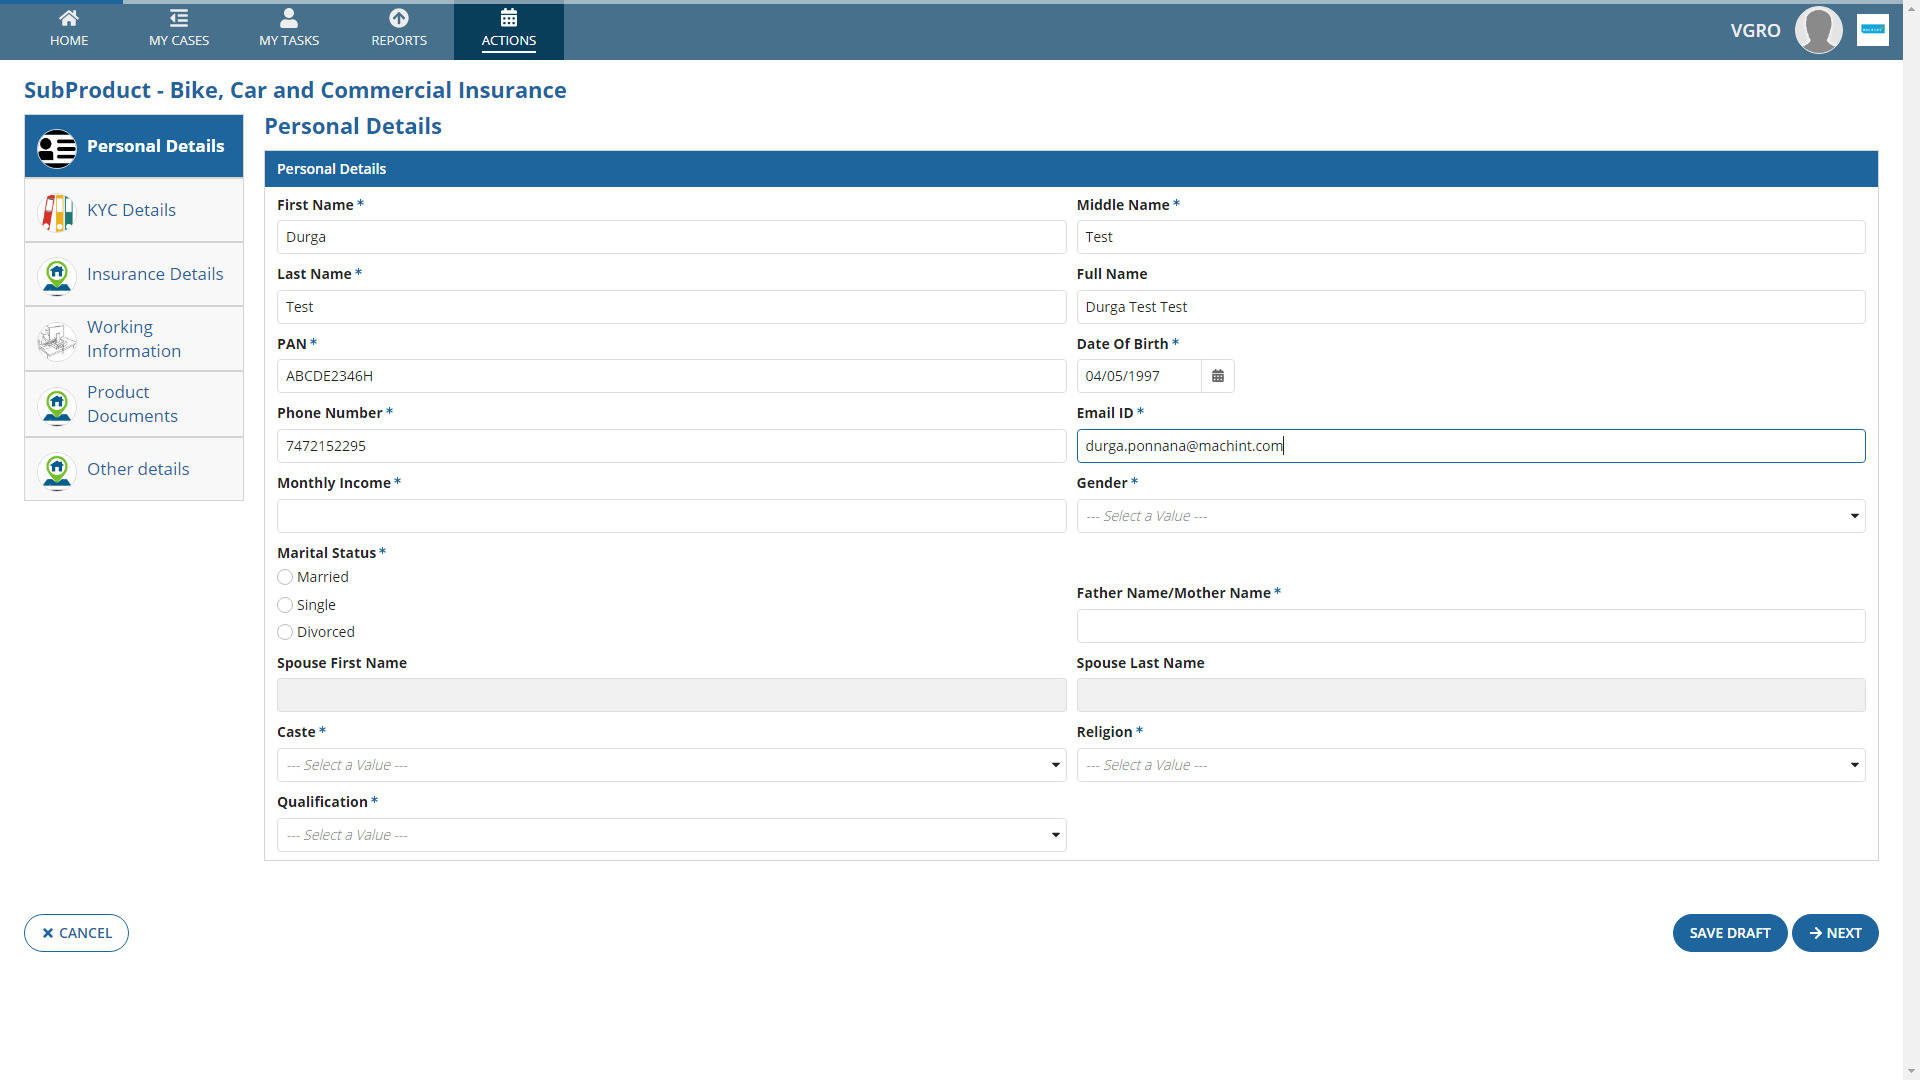 HOME
MY CASES
MY TASKS
REPORTS
ACTIONS
VGRO
SubProduct - Bike, Car and Commercial Insurance
Personal Details
KYC Details
Insurance Details
Working
Information
Product
Documents
Other details
Personal Details
Personal Details
First Name *
Middle Name *
Durga
Test
Last Name *
Full Name
Test
Durga Test Test
PAN *
Date Of Birth *
ABCDE2346H
04/05/1997
Phone Number *
Email ID *
7472152295
durga.ponnana@machint.com
Monthly Income *
Gender *
--- Select a Value ---
Marital Status *
Married
Single
Divorced
Father Name/Mother Name *
Spouse First Name
Spouse Last Name
Caste *
Religion *
--- Select a Value ---
--- Select a Value ---
Qualification *
--- Select a Value ---
CANCEL
SAVE DRAFT
NEXT